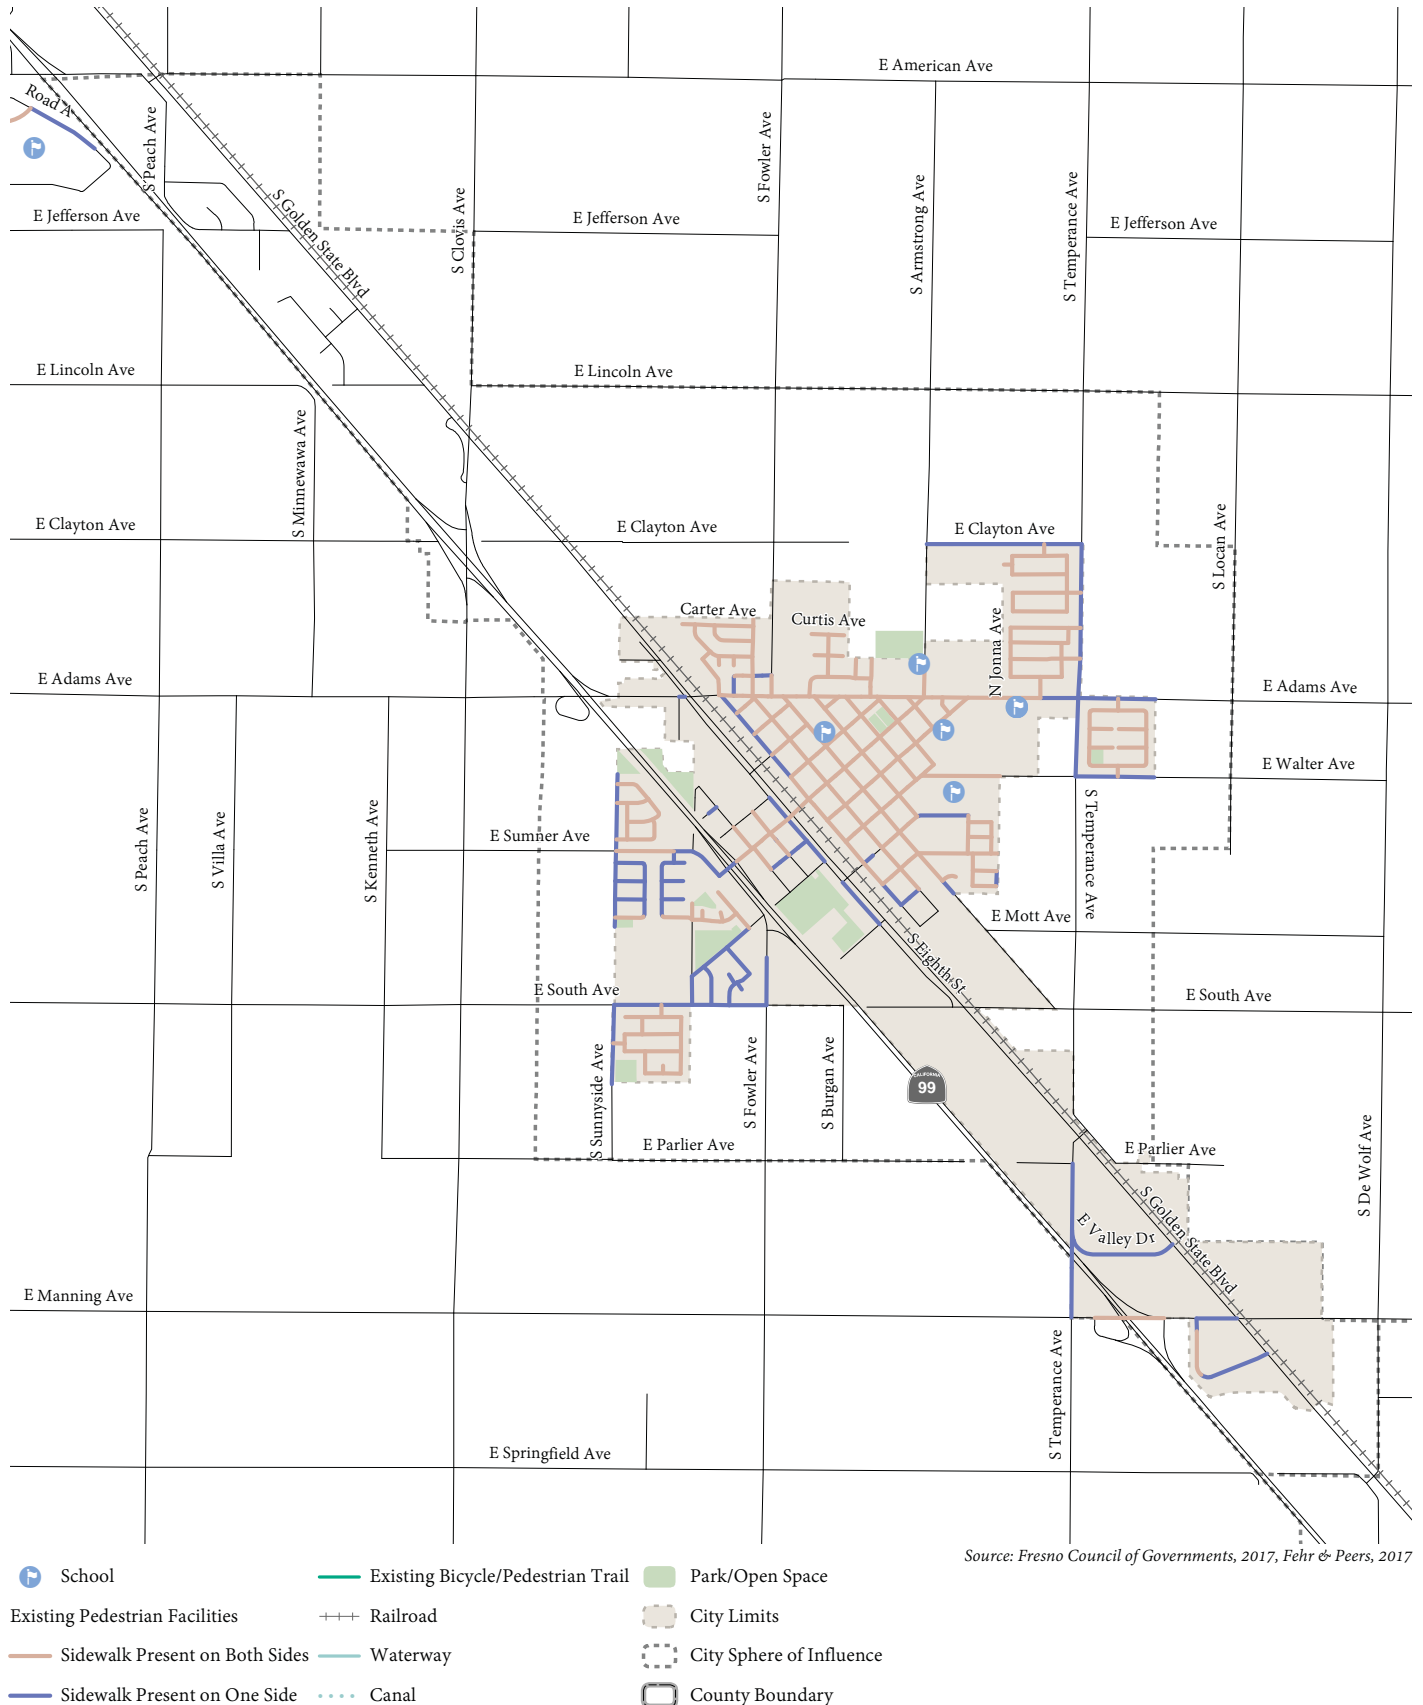 E American Ave
Road A
S Peach Ave
S Fowler Ave
S Clovis Ave
S Armstrong Ave
S Temperance Ave
E Jefferson Ave
E Jefferson Ave
E Jefferson Ave
S Golden State Blvd
E Lincoln Ave
E Lincoln Ave
S Minnewawa Ave
E Clayton Ave
E Clayton Ave
E Clayton Ave
S Locan Ave
Carter Ave
Curtis Ave
N Jonna Ave
E Adams Ave
E Adams Ave
E Walter Ave
S Peach Ave
S Villa Ave
S Kenneth Ave
E Sumner Ave
S Temperance Ave
E Mott Ave
S Eighth St
E South Ave
E South Ave
S Sunnyside Ave
S Fowler Ave
S Burgan Ave
CALIFORNIA
99
E Parlier Ave
E Parlier Ave
S De Wolf Ave
E Valley Dr
S Golden State Blvd
E Manning Ave
S Temperance Ave
E Springfield Ave
Source: Fresno Council of Governments, 2017, Fehr & Peers, 2017
School
Existing Pedestrian Facilities
Sidewalk Present on Both Sides
Sidewalk Present on One Side
Existing Bicycle/Pedestrian Trail
Railroad
Waterway
Canal
Park/Open Space
City Limits
City Sphere of Influence
County Boundary